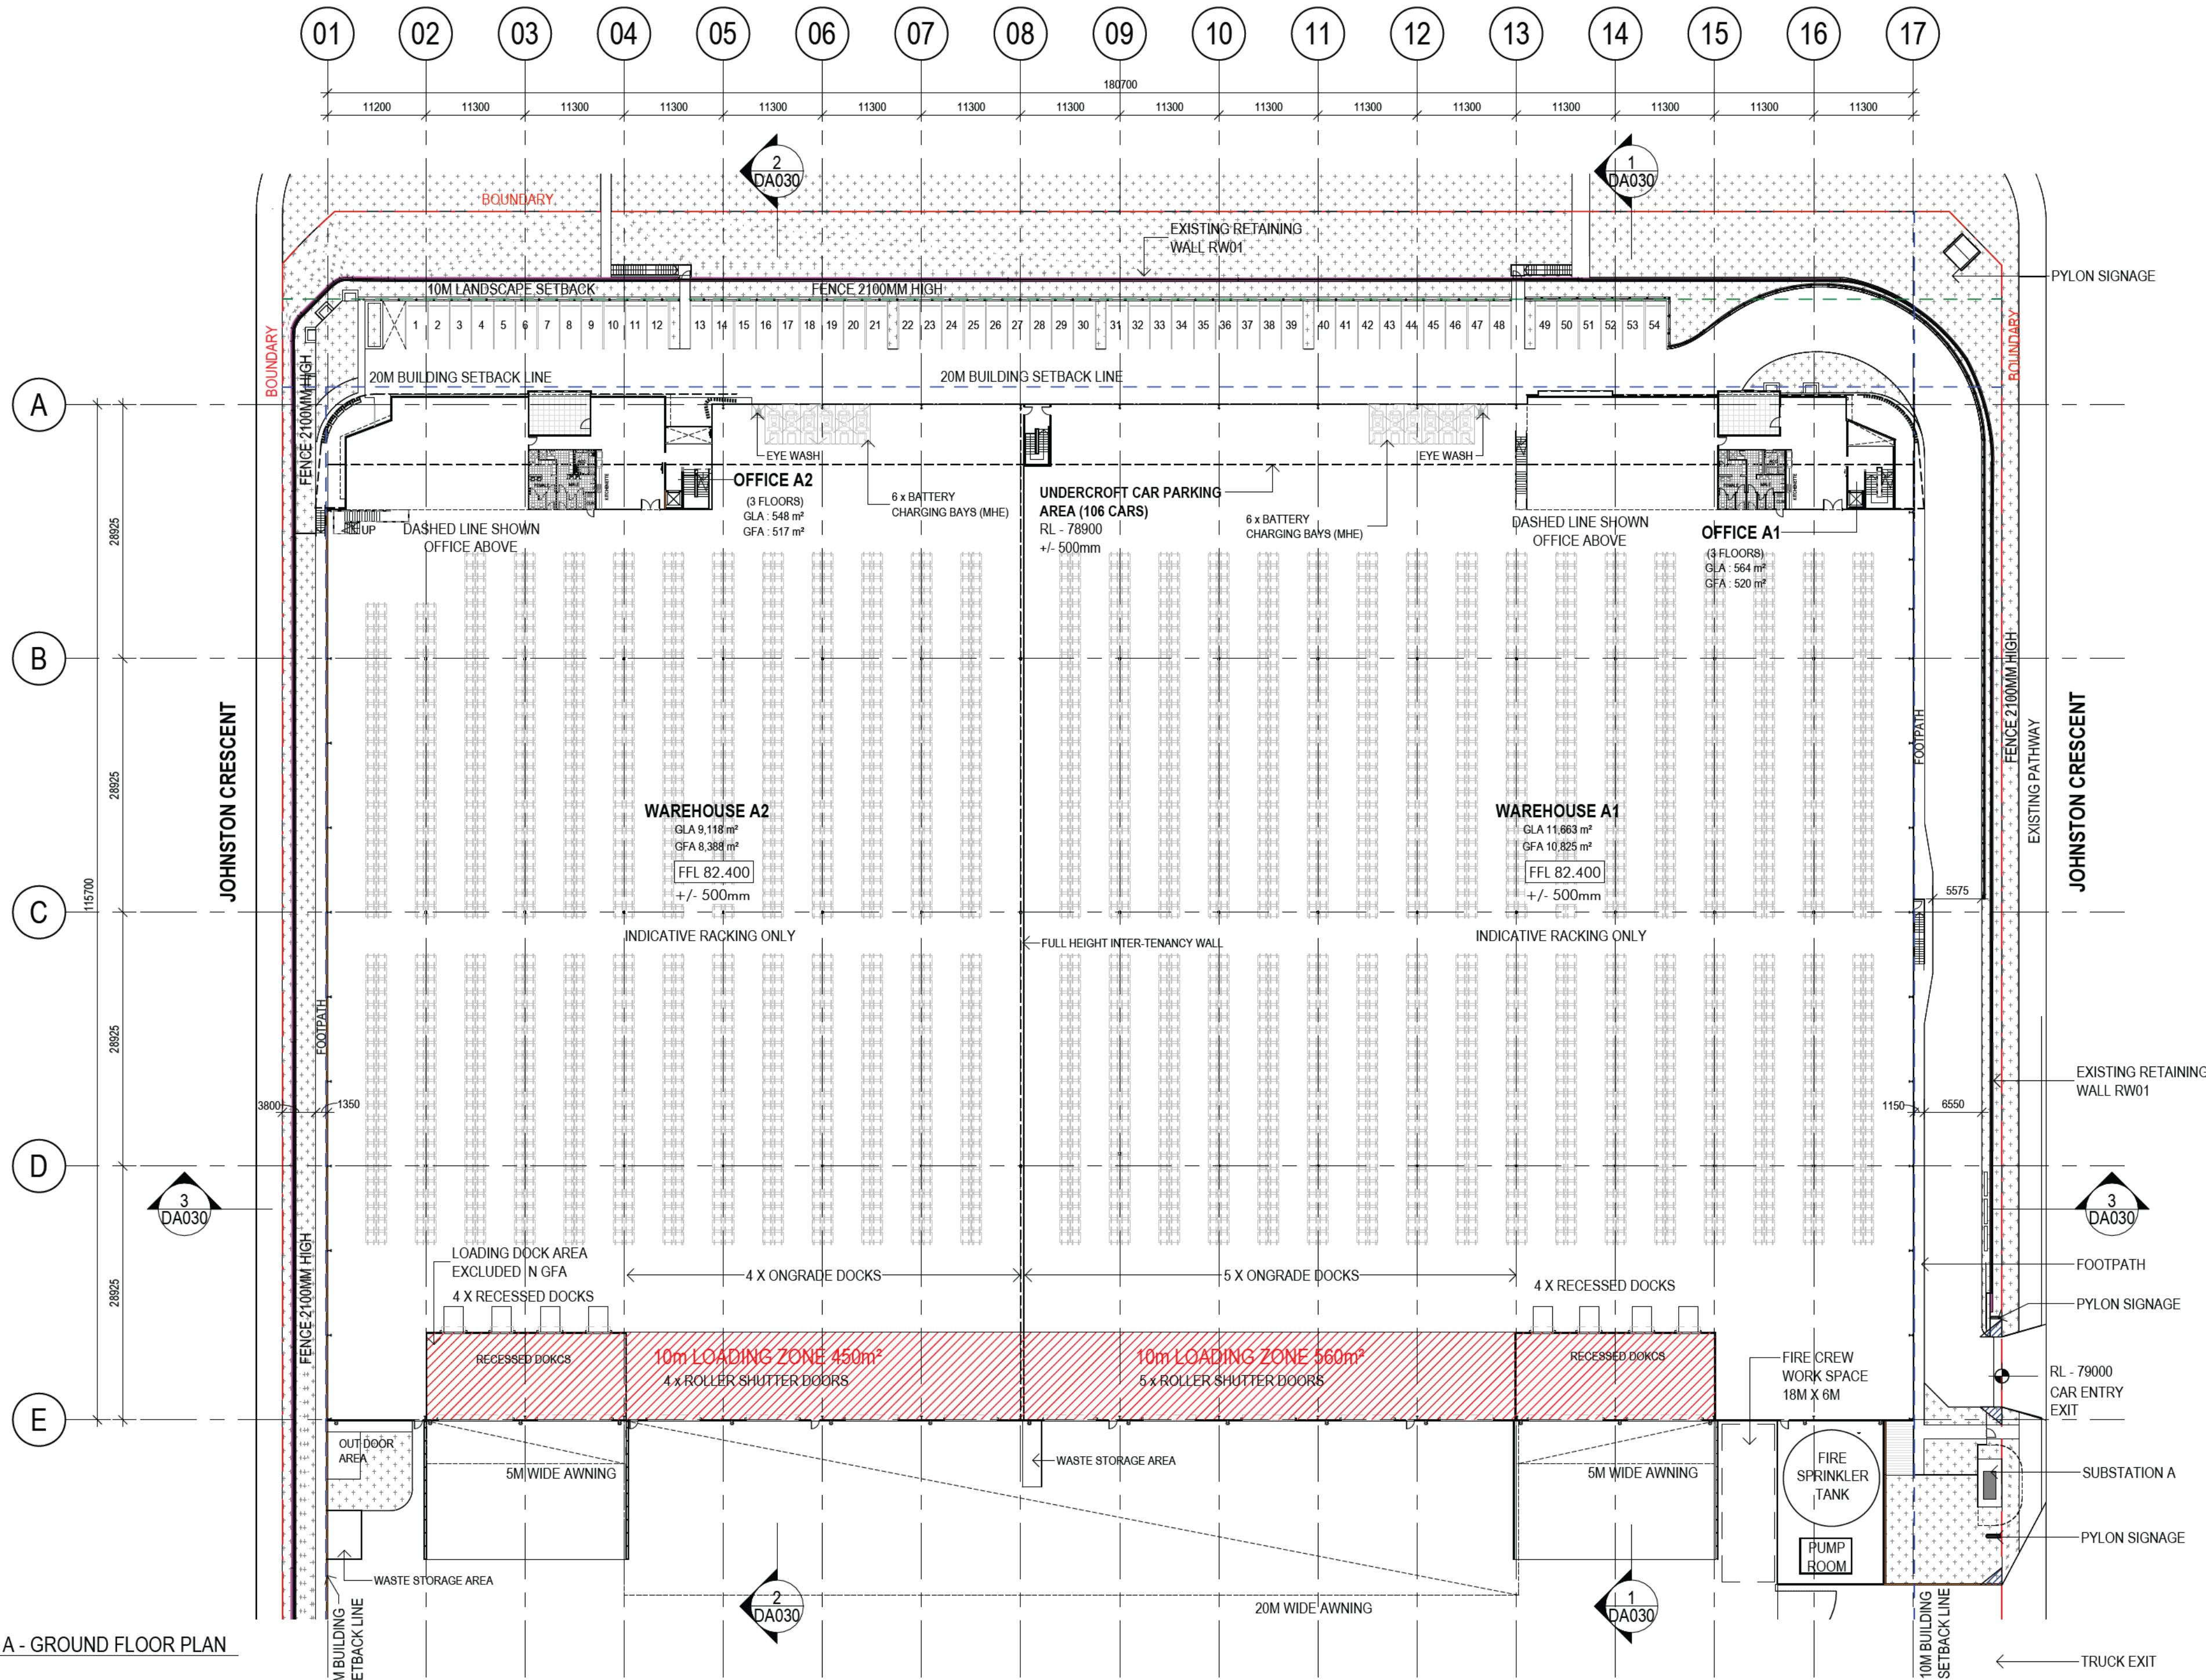 01 02 03 04 05 06 07 08 09 10 11 12 13 14 15 16 17
180700
11200 11300 11300 11300 11300 11300 11300 11300 11300 11300 11300 11300 11300 11300 11300 11300
2
DA030
1
DA030
BOUNDARY
EXISTING RETAINING
WALL RW01
PYLON SIGNAGE
10M LANDSCAPE SETBACK
FENCE 2100MM HIGH
1 2 3 4 5 6 7 8 9 10 11 12 13 14 15 16 17 18 19 20 21 22 23 24 25 26 27 28 29 30 31 32 33 34 35 36 37 38 39 40 41 42 43 44 45 46 47 48 49 50 51 52 53 54
BOUNDARY
BOUNDARY
FENCE 2100MM HIGH
20M BUILDING SETBACK LINE
20M BUILDING SETBACK LINE
A
EYE WASH
EYE WASH
FEMALE
MALE
KITCHENETTE
OFFICE A2
(3 FLOORS)
GLA : 548 m²
GFA : 517 m²
6 x BATTERY
CHARGING BAYS (MHE)
UNDERCROFT CAR PARKING
AREA (106 CARS)
RL - 78900
+/- 500mm
6 x BATTERY
CHARGING BAYS (MHE)
UP
DASHED LINE SHOWN
OFFICE ABOVE
DASHED LINE SHOWN
OFFICE ABOVE
OFFICE A1
(3 FLOORS)
GLA : 564 m²
GFA : 520 m²
FEMALE
MALE
KITCHENETTE
28925
B
FENCE 2100MM HIGH
EXISTING PATHWAY
FOOTPATH
JOHNSTON CRESCENT
JOHNSTON CRESCENT
28925
WAREHOUSE A2
GLA 9,118 m²
GFA 8,388 m²
FFL 82.400
+/- 500mm
WAREHOUSE A1
GLA 11,663 m²
GFA 10,825 m²
FFL 82.400
+/- 500mm
115700
5575
C
INDICATIVE RACKING ONLY
FULL HEIGHT INTER-TENANCY WALL
INDICATIVE RACKING ONLY
FOOTPATH
28925
EXISTING RETAINING
WALL RW01
3800
1350
1150
6550
D
3
DA030
3
DA030
FENCE 2100MM HIGH
LOADING DOCK AREA
EXCLUDED N GFA
4 X RECESSED DOCKS
4 X ONGRADE DOCKS
5 X ONGRADE DOCKS
4 X RECESSED DOCKS
FOOTPATH
PYLON SIGNAGE
28925
RECESSED DOKCS
10m LOADING ZONE 450m²
4 x ROLLER SHUTTER DOORS
10m LOADING ZONE 560m²
5 x ROLLER SHUTTER DOORS
RECESSED DOKCS
FIRE CREW
WORK SPACE
18M X 6M
RL - 79000
CAR ENTRY
EXIT
E
OUT DOOR
AREA
5M WIDE AWNING
WASTE STORAGE AREA
5M WIDE AWNING
FIRE
SPRINKLER
TANK
SUBSTATION A
PUMP
ROOM
PYLON SIGNAGE
WASTE STORAGE AREA
2
DA030
20M WIDE AWNING
1
DA030
M BUILDING
ETBACK LINE
10M BUILDING
SETBACK LINE
A - GROUND FLOOR PLAN
TRUCK EXIT